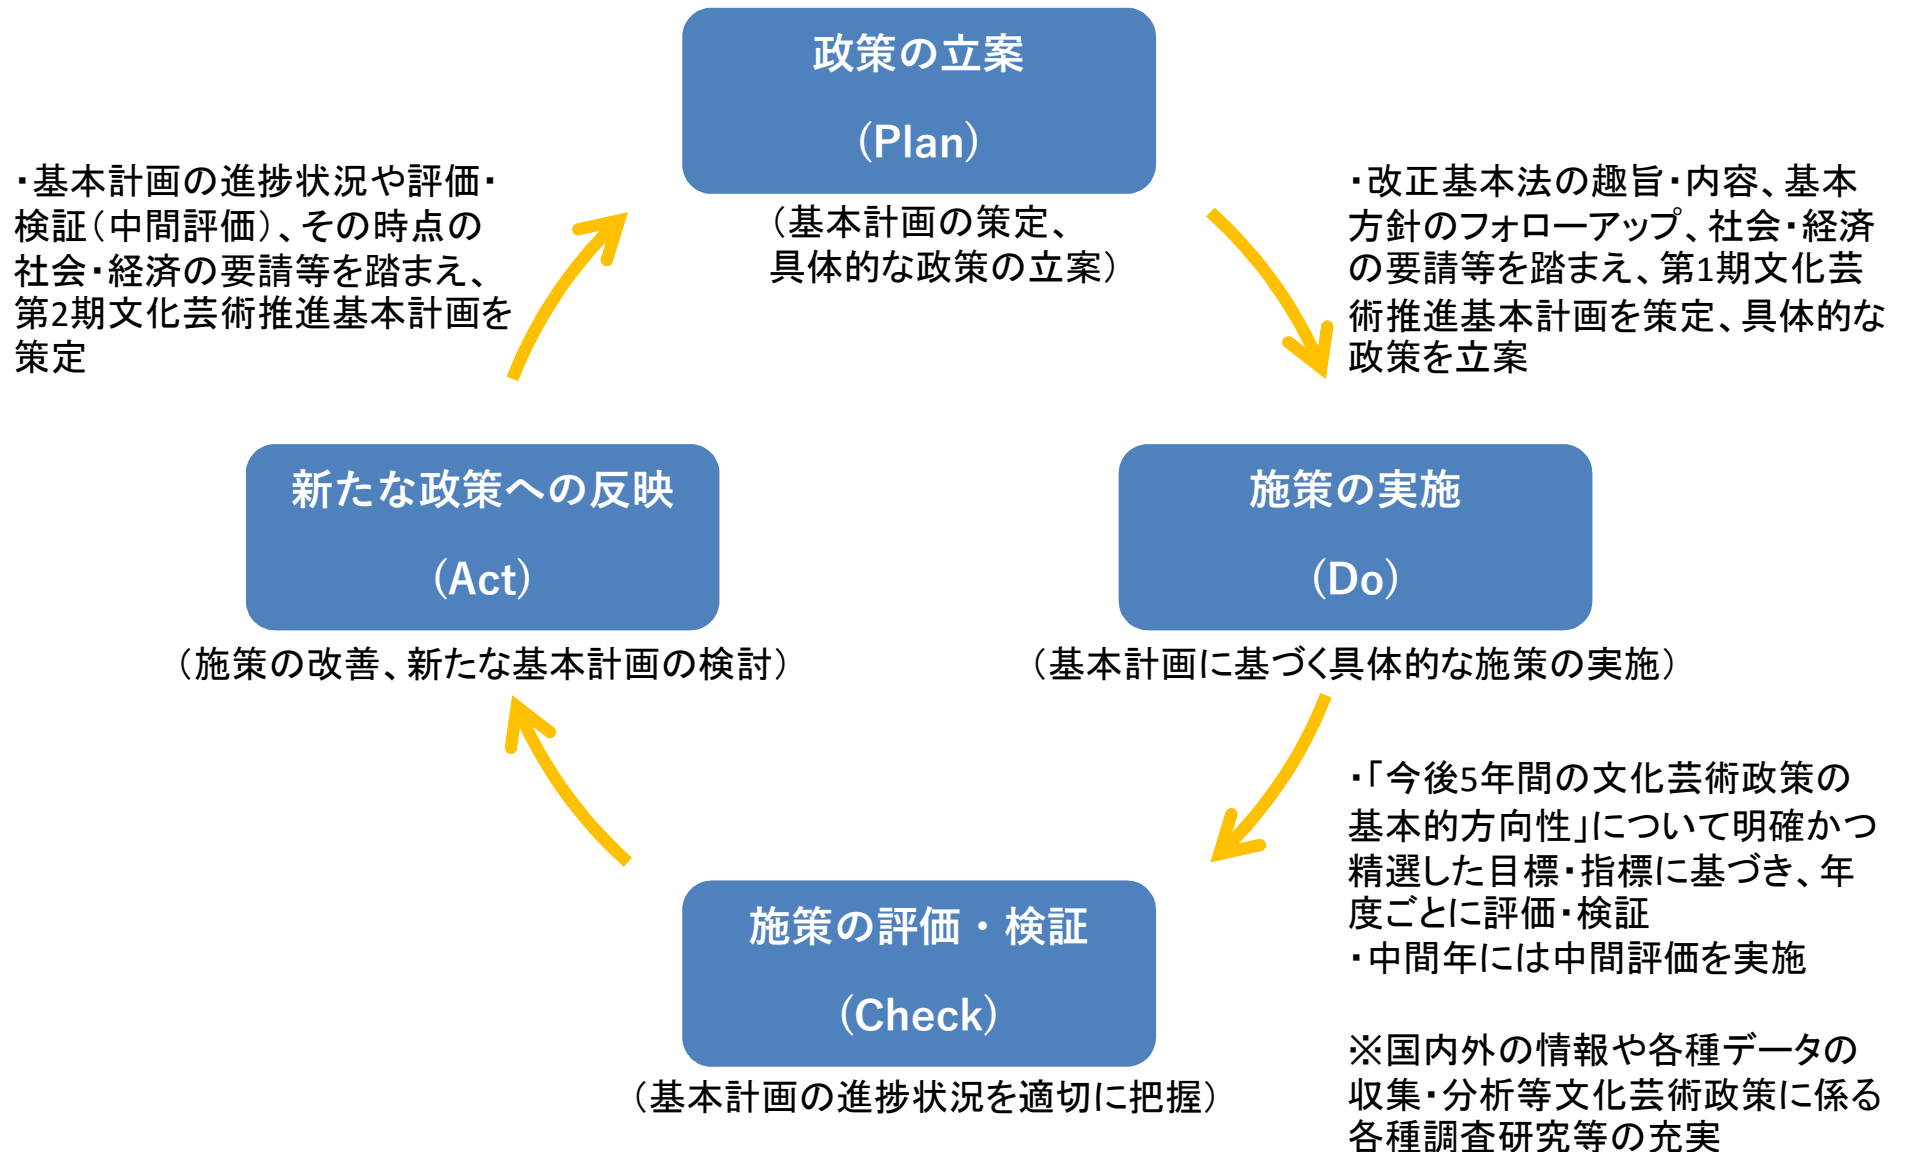 政策の立案
(Plan)
（基本計画の策定、
具体的な政策の立案）
・改正基本法の趣旨・内容、基本
方針のフォローアップ、社会・経済
の要請等を踏まえ、第1期文化芸
術推進基本計画を策定、具体的な
政策を立案
施策の実施
(Do)
（基本計画に基づく具体的な施策の実施）
・「今後5年間の文化芸術政策の
基本的方向性」について明確かつ
精選した目標・指標に基づき、年
度ごとに評価・検証
・中間年には中間評価を実施
※国内外の情報や各種データの
収集・分析等文化芸術政策に係る
各種調査研究等の充実
施策の評価・検証
(Check)
（基本計画の進捗状況を適切に把握）
新たな政策への反映
(Act)
（施策の改善、新たな基本計画の検討）
・基本計画の進捗状況や評価・
検証（中間評価）、その時点の
社会・経済の要請等を踏まえ、
第2期文化芸術推進基本計画を
策定